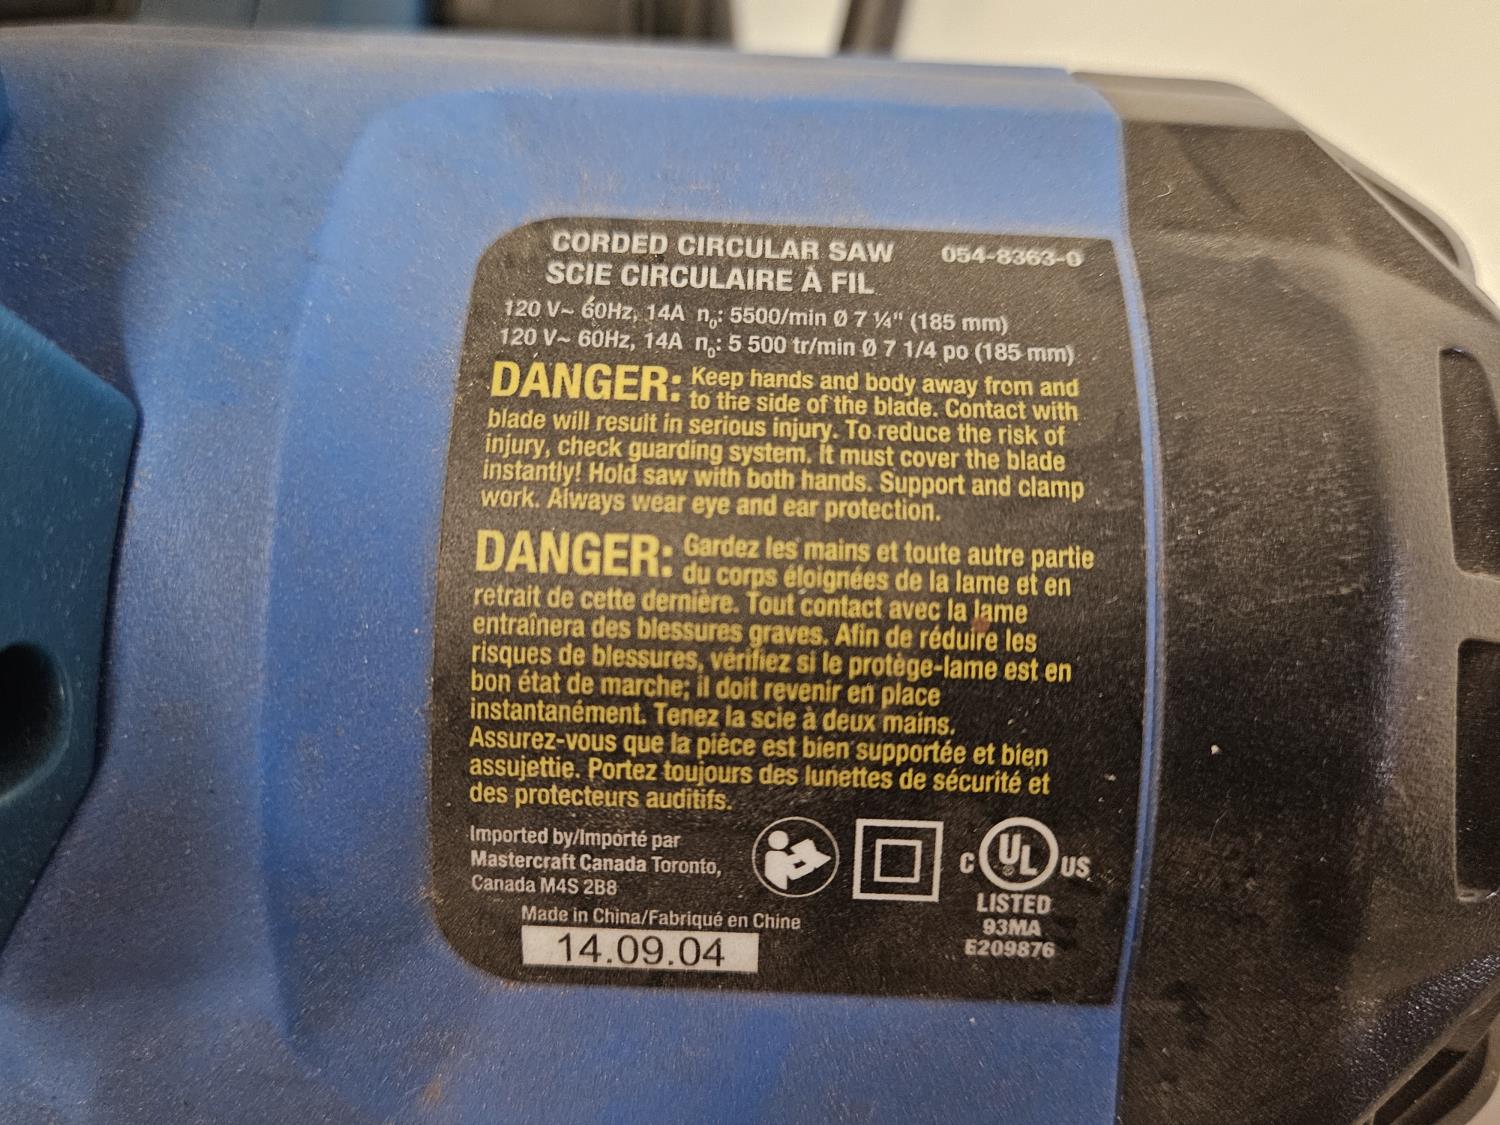 CORDED CIRCULAR SAW 054-8363-0
SCIE CIRCULAIRE À FIL
120 V~ 60Hz, 14A n₀: 5500/min Ø 7 ¼" (185 mm)
120 V~ 60Hz, 14A n₀: 5 500 tr/min Ø 7 1/4 po (185 mm)
DANGER: Keep hands and body away from and
to the side of the blade. Contact with
blade will result in serious injury. To reduce the risk of
injury, check guarding system. It must cover the blade
instantly! Hold saw with both hands. Support and clamp
work. Always wear eye and ear protection.
DANGER: Gardez les mains et toute autre partie
du corps éloignées de la lame et en
retrait de cette dernière. Tout contact avec la lame
entraînera des blessures graves. Afin de réduire les
risques de blessures, vérifiez si le protège-lame est en
bon état de marche; il doit revenir en place
instantanément. Tenez la scie à deux mains.
Assurez-vous que la pièce est bien supportée et bien
assujettie. Portez toujours des lunettes de sécurité et
des protecteurs auditifs.
Imported by/Importé par
Mastercraft Canada Toronto,
Canada M4S 2B8
Made in China/Fabriqué en Chine
14.09.04
C UL US
LISTED
93MA
E209876